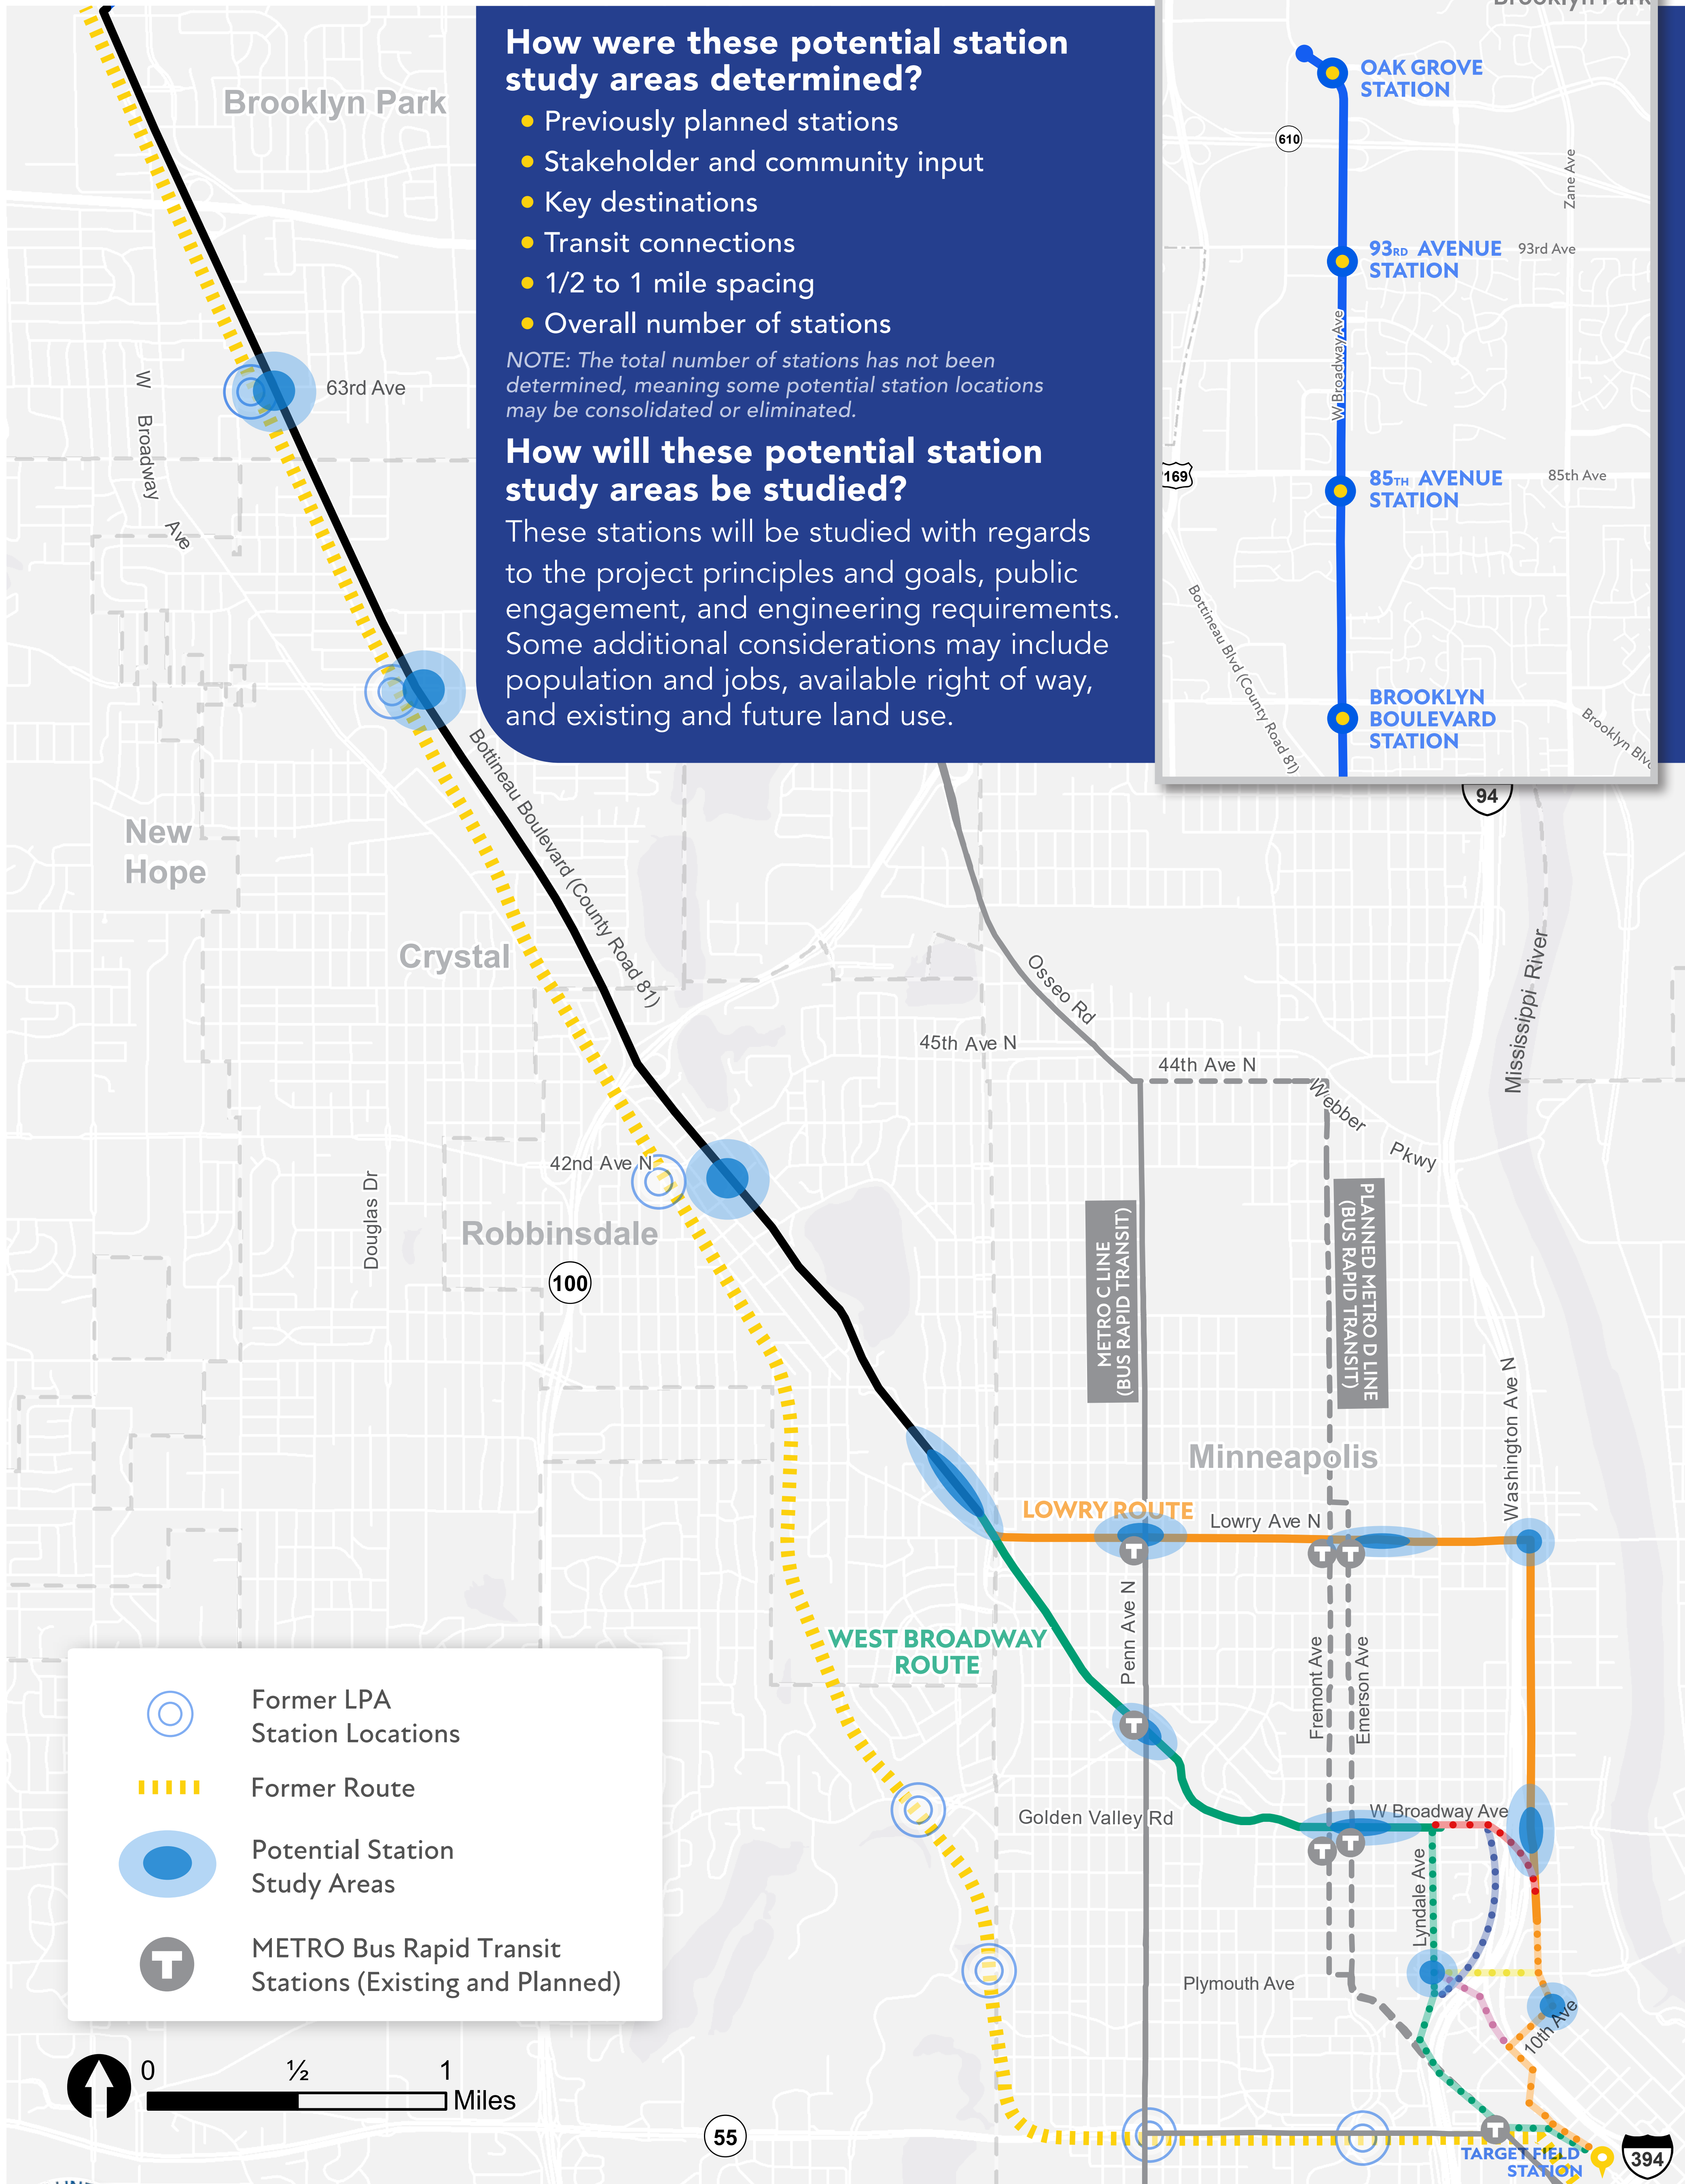 How were these potential station
study areas determined?
• Previously planned stations
• Stakeholder and community input
• Key destinations
• Transit connections
• 1/2 to 1 mile spacing
• Overall number of stations
NOTE: The total number of stations has not been
determined, meaning some potential station locations
may be consolidated or eliminated.
How will these potential station
study areas be studied?
These stations will be studied with regards
to the project principles and goals, public
engagement, and engineering requirements.
Some additional considerations may include
population and jobs, available right of way,
and existing and future land use.
Brooklyn Park
OAK GROVE
STATION
610
Zane Ave
93RD AVENUE
STATION
93rd Ave
W Broadway Ave
85TH AVENUE
STATION
85th Ave
169
Bottineau Blvd (County Road 81)
BROOKLYN
BOULEVARD
STATION
Brooklyn Blv
Brooklyn Park
63rd Ave
W Broadway Ave
Bottineau Boulevard (County Road 81)
New
Hope
Crystal
94
Mississippi River
Osseo Rd
45th Ave N
44th Ave N
Webber Pkwy
42nd Ave N
Douglas Dr
Robbinsdale
100
METRO C LINE
(BUS RAPID TRANSIT)
PLANNED METRO D LINE
(BUS RAPID TRANSIT)
Washington Ave N
Minneapolis
LOWRY ROUTE
Lowry Ave N
T
T
T
WEST BROADWAY
ROUTE
Penn Ave N
Fremont Ave
Emerson Ave
T
Golden Valley Rd
W Broadway Ave
T
T
Lyndale Ave
Plymouth Ave
10th Ave
T
TARGET FIELD
STATION
394
55
Former LPA
Station Locations
Former Route
Potential Station
Study Areas
T
METRO Bus Rapid Transit
Stations (Existing and Planned)
0 ½ 1
Miles